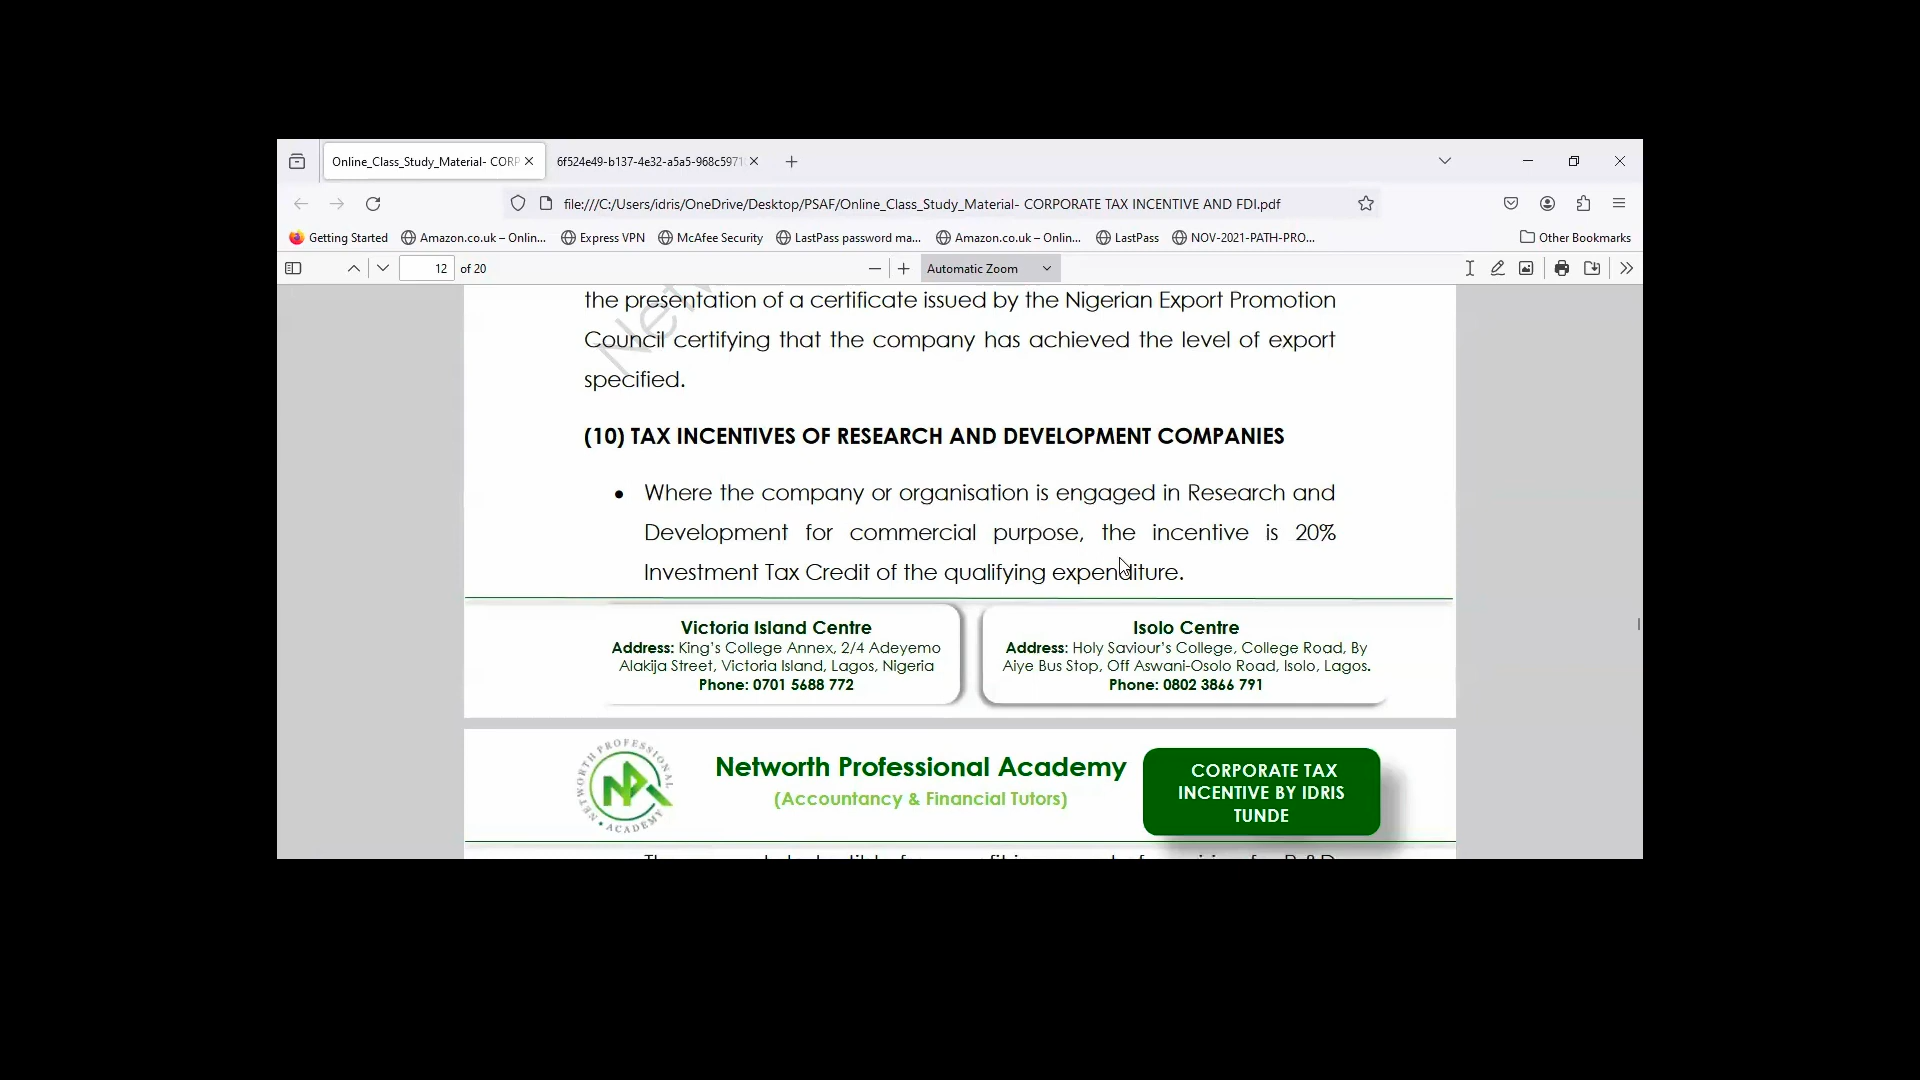 Online_Class_Study_Material- CORP
6f524e49-b137-4e32-a5a5-968c5971
file:///C:/Users/idris/OneDrive/Desktop/PSAF/Online_Class_Study_Material- CORPORATE TAX INCENTIVE AND FDI.pdf
Getting Started
Amazon.co.uk – Onlin...
Express VPN
McAfee Security
LastPass password ma...
Amazon.co.uk – Onlin...
LastPass
NOV-2021-PATH-PRO...
Other Bookmarks
12 of 20
Automatic Zoom
the presentation of a certificate issued by the Nigerian Export Promotion
Council certifying that the company has achieved the level of export
specified.
(10) TAX INCENTIVES OF RESEARCH AND DEVELOPMENT COMPANIES
• Where the company or organisation is engaged in Research and
Development for commercial purpose, the incentive is 20%
Investment Tax Credit of the qualifying expenditure.
Victoria Island Centre
Address: King's College Annex, 2/4 Adeyemo
Alakija Street, Victoria Island, Lagos, Nigeria
Phone: 0701 5688 772
Isolo Centre
Address: Holy Saviour's College, College Road, By
Aiye Bus Stop, Off Aswani-Osolo Road, Isolo, Lagos.
Phone: 0802 3866 791
NETWORTH PROFESSIONAL
NPA
• ACADEMY
Networth Professional Academy
(Accountancy & Financial Tutors)
CORPORATE TAX
INCENTIVE BY IDRIS
TUNDE